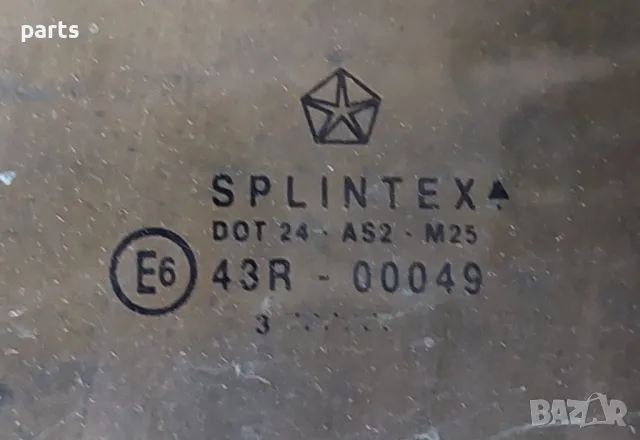 parts
SPLINTEX
DOT 24 - AS2 - M25
E6 43R - 00049
3
BAZAR